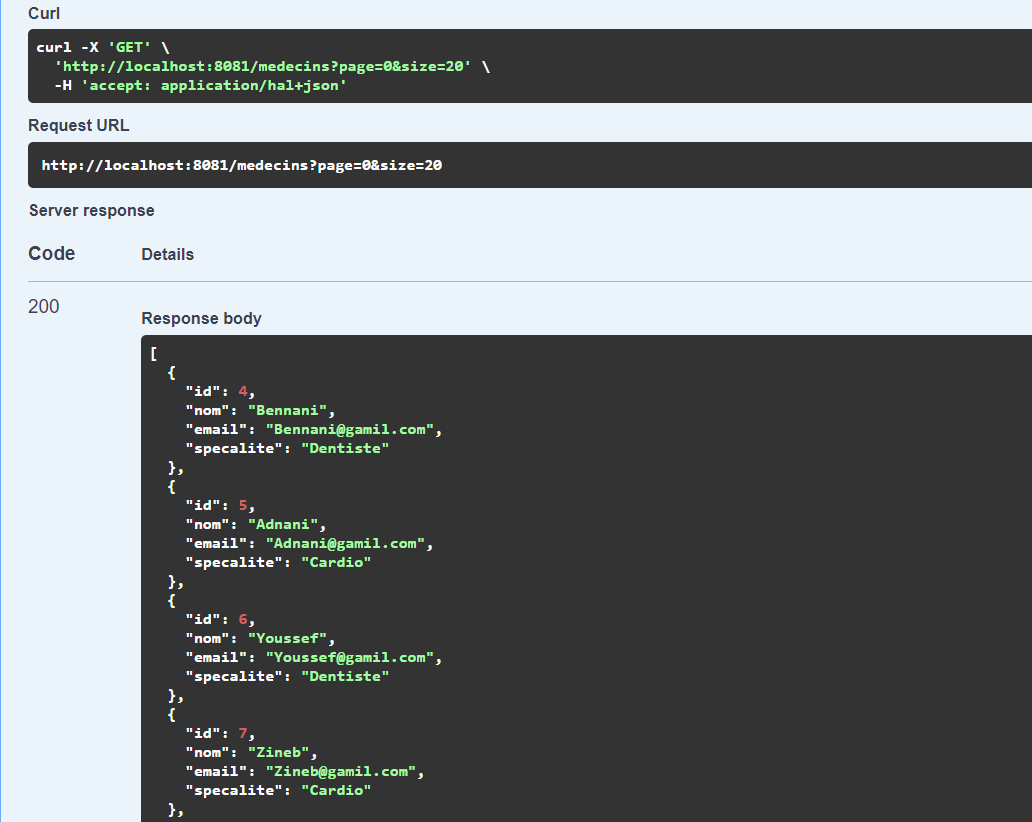 Curl
curl -X 'GET' \
  'http://localhost:8081/medecins?page=0&size=20' \
  -H 'accept: application/hal+json'
Request URL
http://localhost:8081/medecins?page=0&size=20
Server response
Code Details
200
Response body
[
  {
    "id": 4,
    "nom": "Bennani",
    "email": "Bennani@gamil.com",
    "specalite": "Dentiste"
  },
  {
    "id": 5,
    "nom": "Adnani",
    "email": "Adnani@gamil.com",
    "specalite": "Cardio"
  },
  {
    "id": 6,
    "nom": "Youssef",
    "email": "Youssef@gamil.com",
    "specalite": "Dentiste"
  },
  {
    "id": 7,
    "nom": "Zineb",
    "email": "Zineb@gamil.com",
    "specalite": "Cardio"
  },